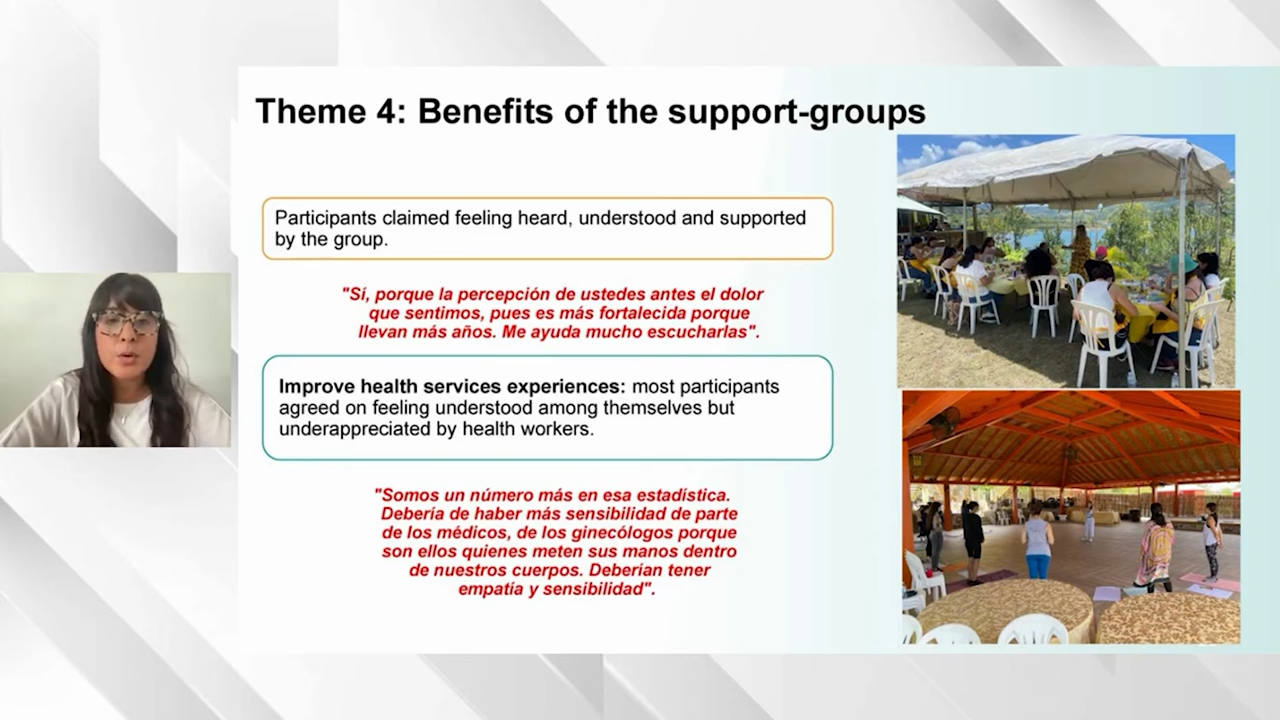 Theme 4: Benefits of the support-groups
Participants claimed feeling heard, understood and supported
by the group.
"Sí, porque la percepción de ustedes antes el dolor
que sentimos, pues es más fortalecida porque
llevan más años. Me ayuda mucho escucharlas".
Improve health services experiences: most participants
agreed on feeling understood among themselves but
underappreciated by health workers.
"Somos un número más en esa estadística.
Debería de haber más sensibilidad de parte
de los médicos, de los ginecólogos porque
son ellos quienes meten sus manos dentro
de nuestros cuerpos. Deberían tener
empatía y sensibilidad".